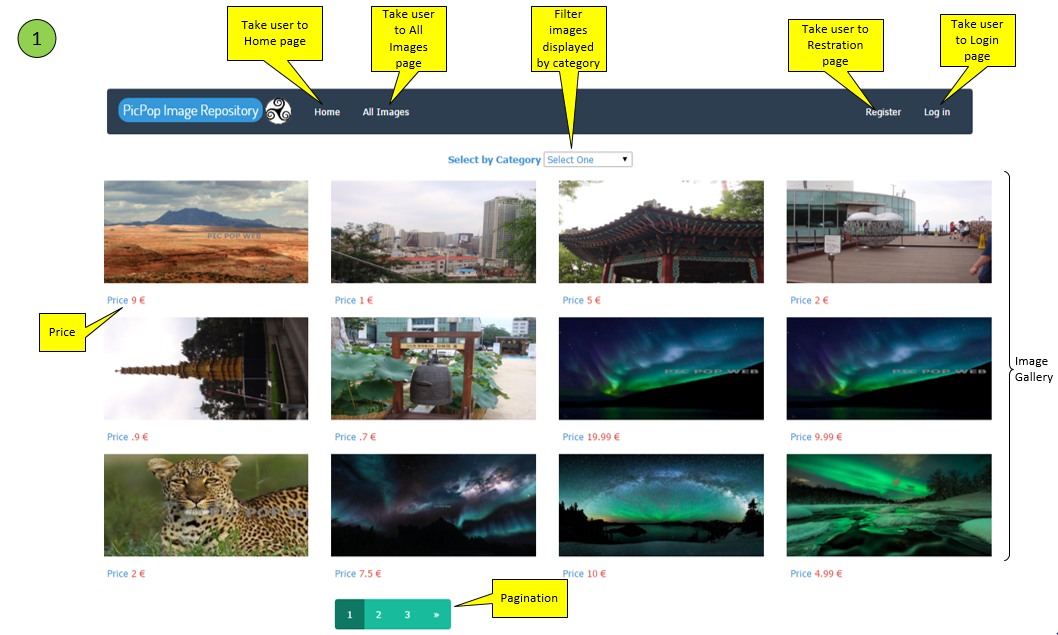 1
Take user to
Home page
Take user
to All
Images
page
Filter
images
displayed
by category
Take user to
Restration
page
Take user
to Login
page
PicPop Image Repository
Home
All Images
Register
Log in
Select by Category
Select One
PIC POP WEB
Price 9 €
Price 1 €
Price 5 €
Price 2 €
Price
PIC POP WEB
PIC POP WEB
Image
Gallery
Price .9 €
Price .7 €
Price 19.99 €
Price 9.99 €
Price 2 €
Price 7.5 €
Price 10 €
Price 4.99 €
1 2 3 »
Pagination